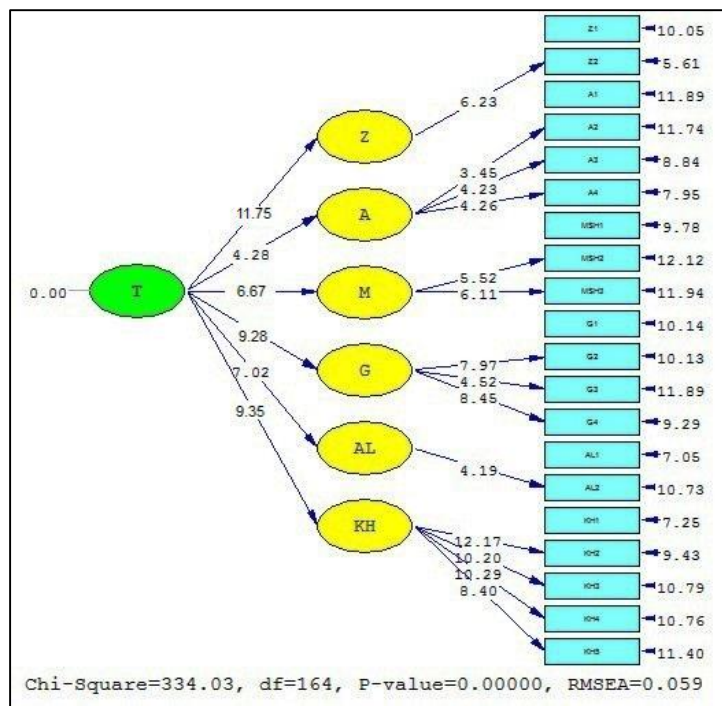 Z1 10.05
Z2 5.61
6.23
A1 11.89
Z
A2 11.74
3.45
A3 8.84
4.23
A4 7.95
4.26
11.75
A
MSH1 9.78
4.28
MSH2 12.12
5.52
0.00 T 6.67 M
MSH3 11.94
6.11
G1 10.14
9.28
G2 10.13
7.97
7.02
G
G3 11.89
4.52
9.35
G4 9.29
8.45
AL1 7.05
AL
4.19
AL2 10.73
KH1 7.25
KH
12.17
KH2 9.43
10.20
KH3 10.79
10.29
8.40
KH4 10.76
KH5 11.40
Chi-Square=334.03, df=164, P-value=0.00000, RMSEA=0.059